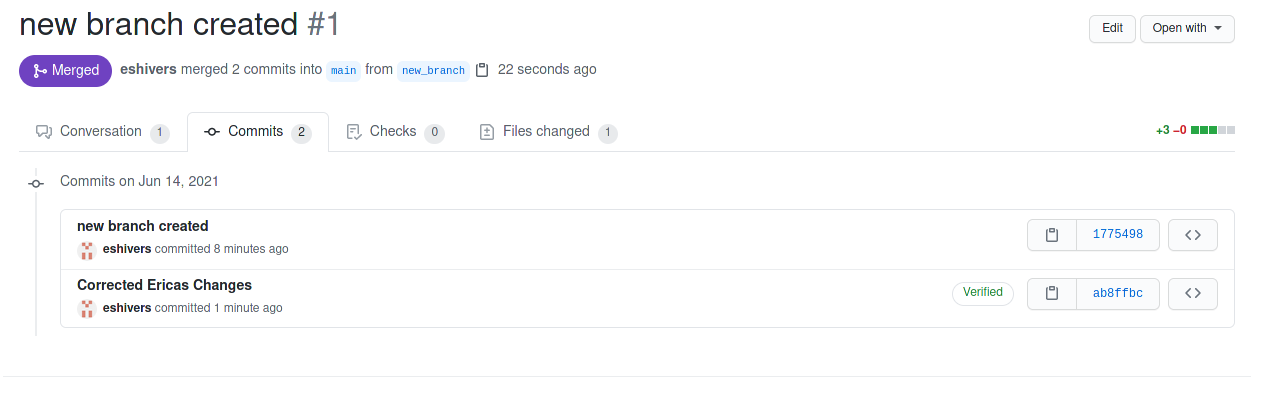 new branch created #1
Edit
Open with
Merged
eshivers merged 2 commits into main from new_branch 22 seconds ago
Conversation 1
Commits 2
Checks 0
Files changed 1
+3 −0
Commits on Jun 14, 2021
new branch created
eshivers committed 8 minutes ago
1775498
Corrected Ericas Changes
eshivers committed 1 minute ago
Verified
ab8ffbc